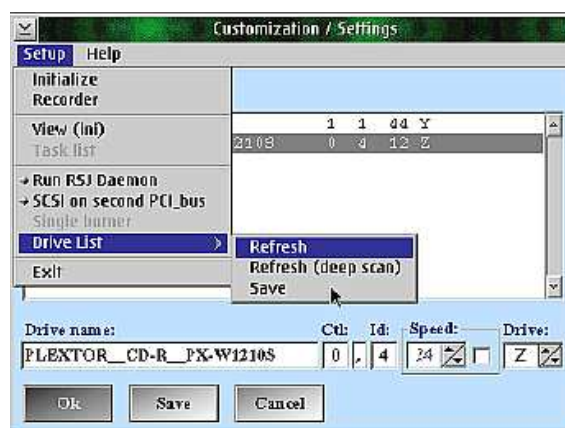 Customization / Settings
Setup Help
Initialize
Recorder
View (ini)
Task list
Run RSJ Daemon
SCSI on second PCI_bus
Single burner
Drive List
Exit
1 1 44 Y
2108 0 4 12 Z
Refresh
Refresh (deep scan)
Save
Drive name: Ctl: Id: Speed: Drive:
PLEXTOR__CD-R__PX-W1210S 0 , 4 24 Z
Ok Save Cancel